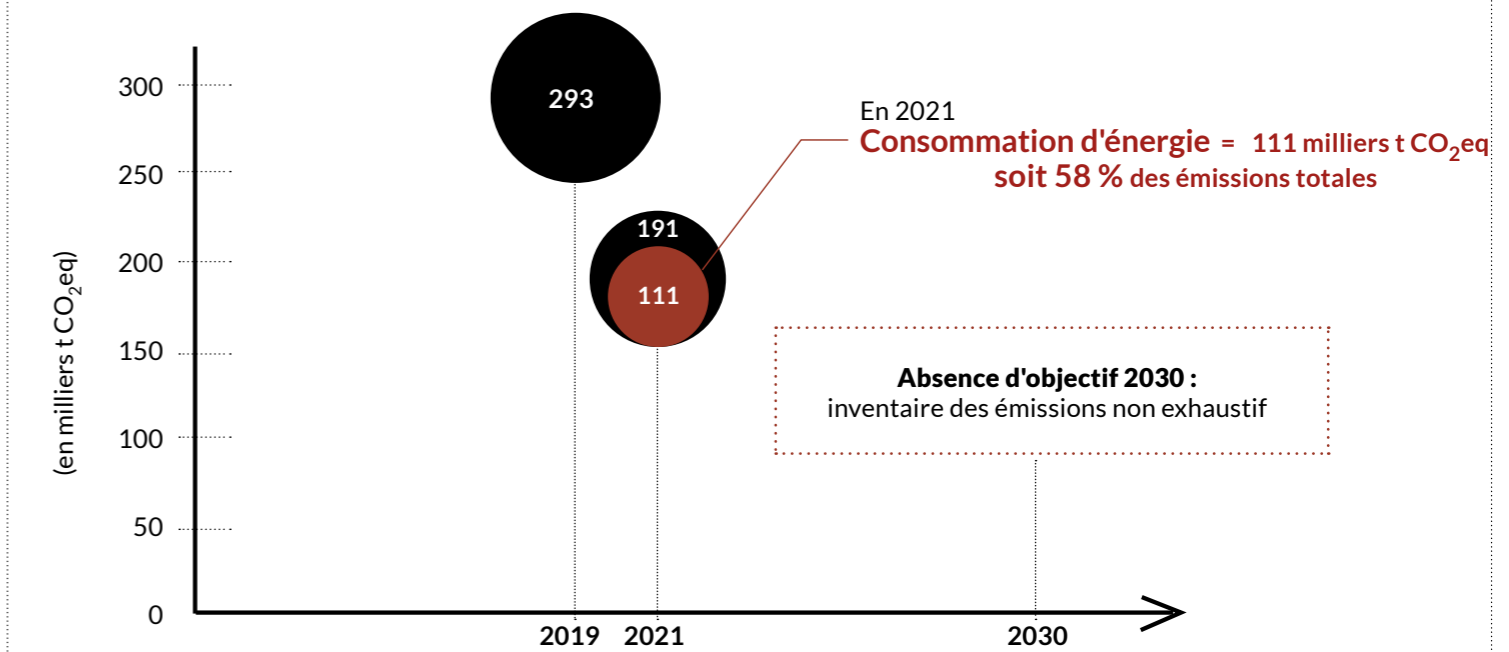 300
250
200
150
100
50
0
(en milliers t CO₂eq)
293
191
111
En 2021
Consommation d'énergie = 111 milliers t CO₂eq
soit 58 % des émissions totales
Absence d'objectif 2030 :
inventaire des émissions non exhaustif
2019 2021 2030